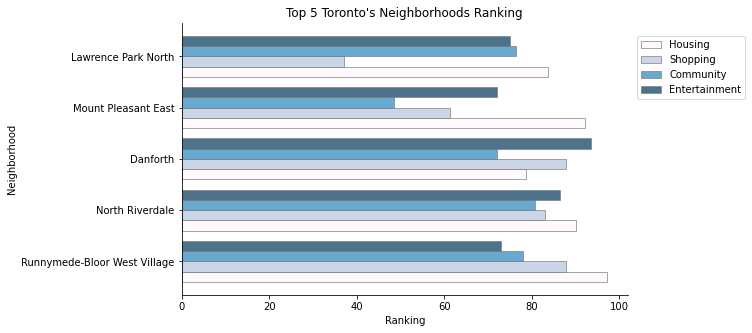 Top 5 Toronto's Neighborhoods Ranking
Housing
Shopping
Community
Entertainment
Neighborhood
Lawrence Park North
Mount Pleasant East
Danforth
North Riverdale
Runnymede-Bloor West Village
0 20 40 60 80 100
Ranking